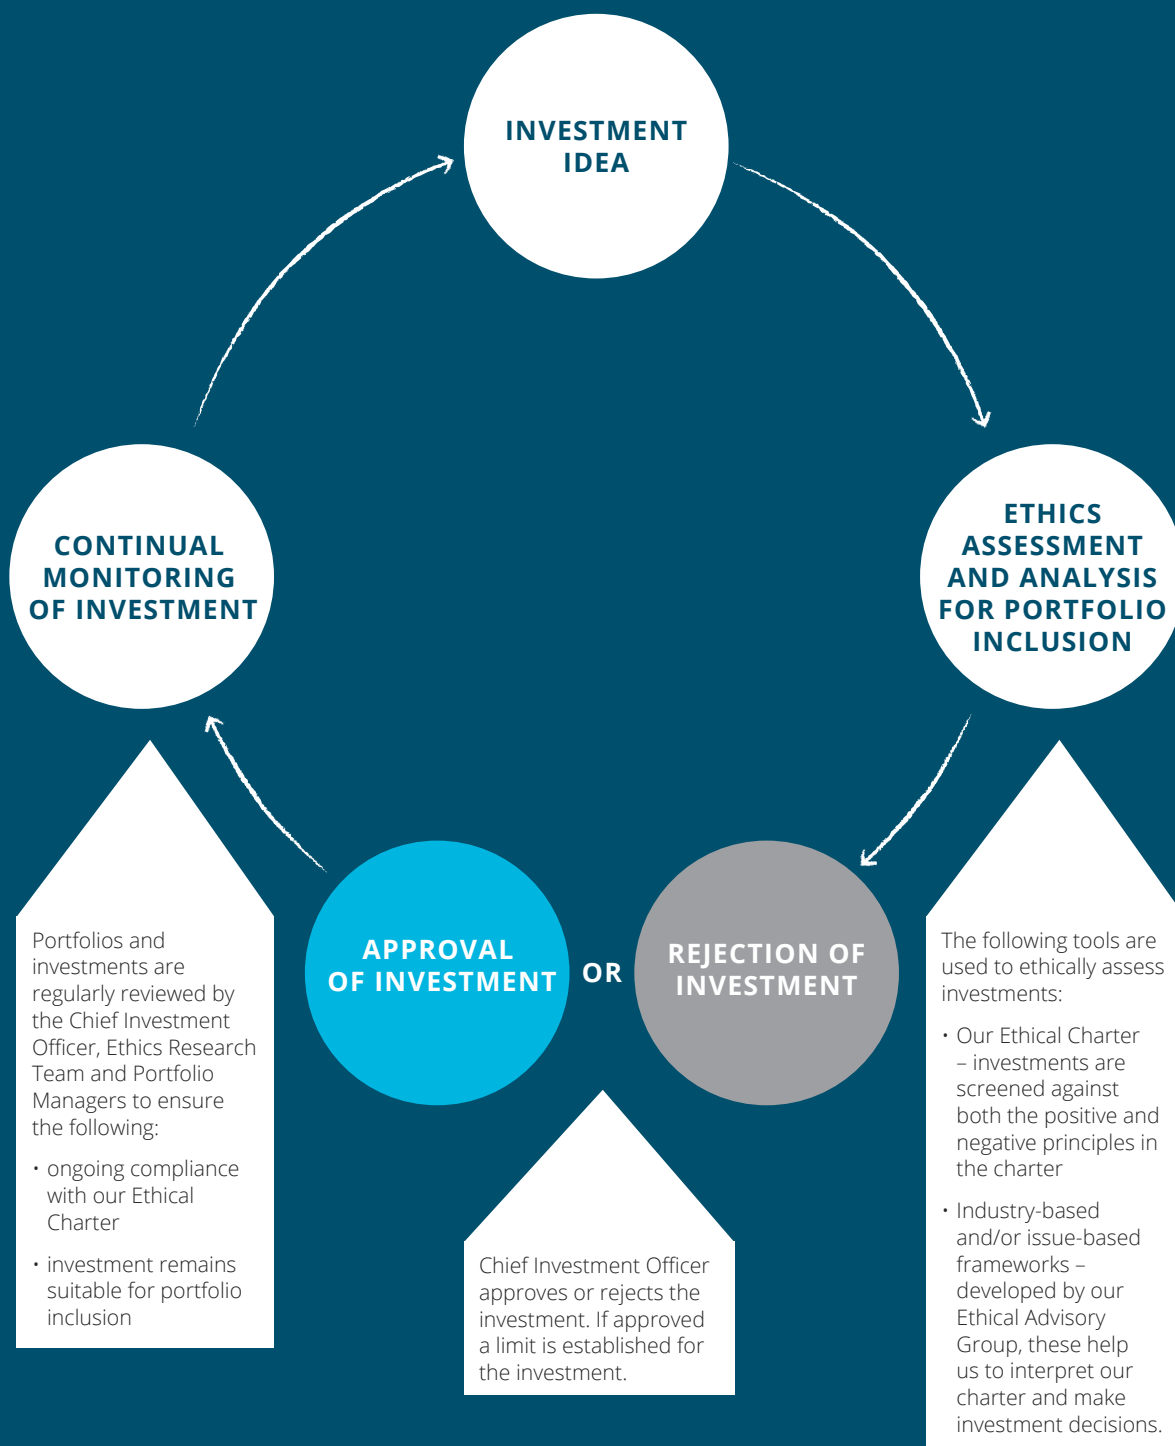 INVESTMENT
IDEA
ETHICS
ASSESSMENT
AND ANALYSIS
FOR PORTFOLIO
INCLUSION
CONTINUAL
MONITORING
OF INVESTMENT
APPROVAL
OF INVESTMENT
OR
REJECTION OF
INVESTMENT
Portfolios and
investments are
regularly reviewed by
the Chief Investment
Officer, Ethics Research
Team and Portfolio
Managers to ensure
the following:
• ongoing compliance
with our Ethical
Charter
• investment remains
suitable for portfolio
inclusion
Chief Investment Officer
approves or rejects the
investment. If approved
a limit is established for
the investment.
The following tools are
used to ethically assess
investments:
• Our Ethical Charter
– investments are
screened against
both the positive and
negative principles in
the charter
• Industry-based
and/or issue-based
frameworks –
developed by our
Ethical Advisory
Group, these help
us to interpret our
charter and make
investment decisions.